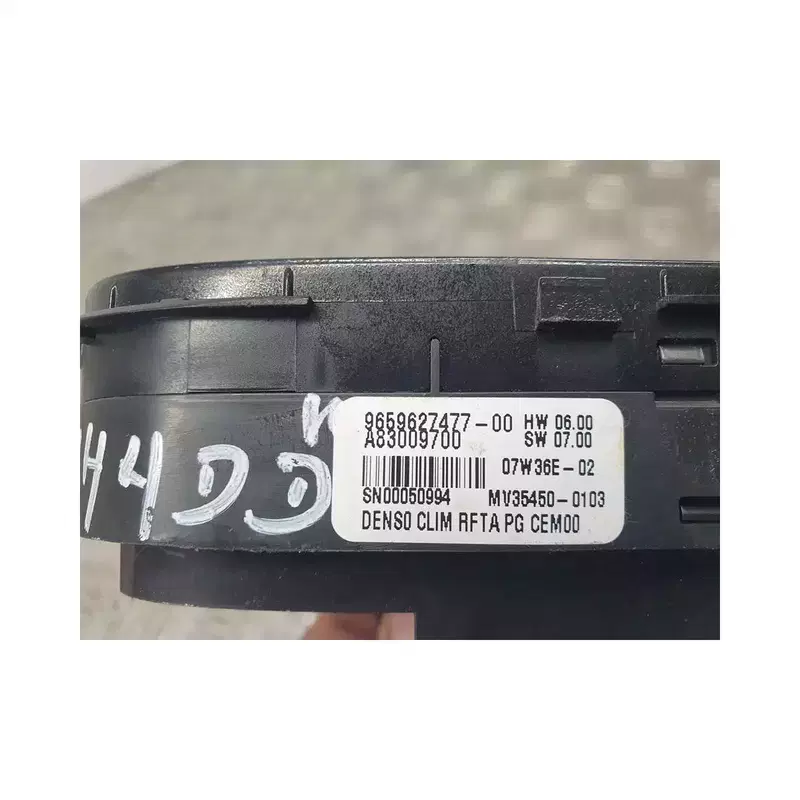 9659627477-00 HW 06.00
A83009700 SW 07.00
07W36E-02
SN00050994 MV35450-0103
DENSO CLIM RFTA PG CEM00
H4DD